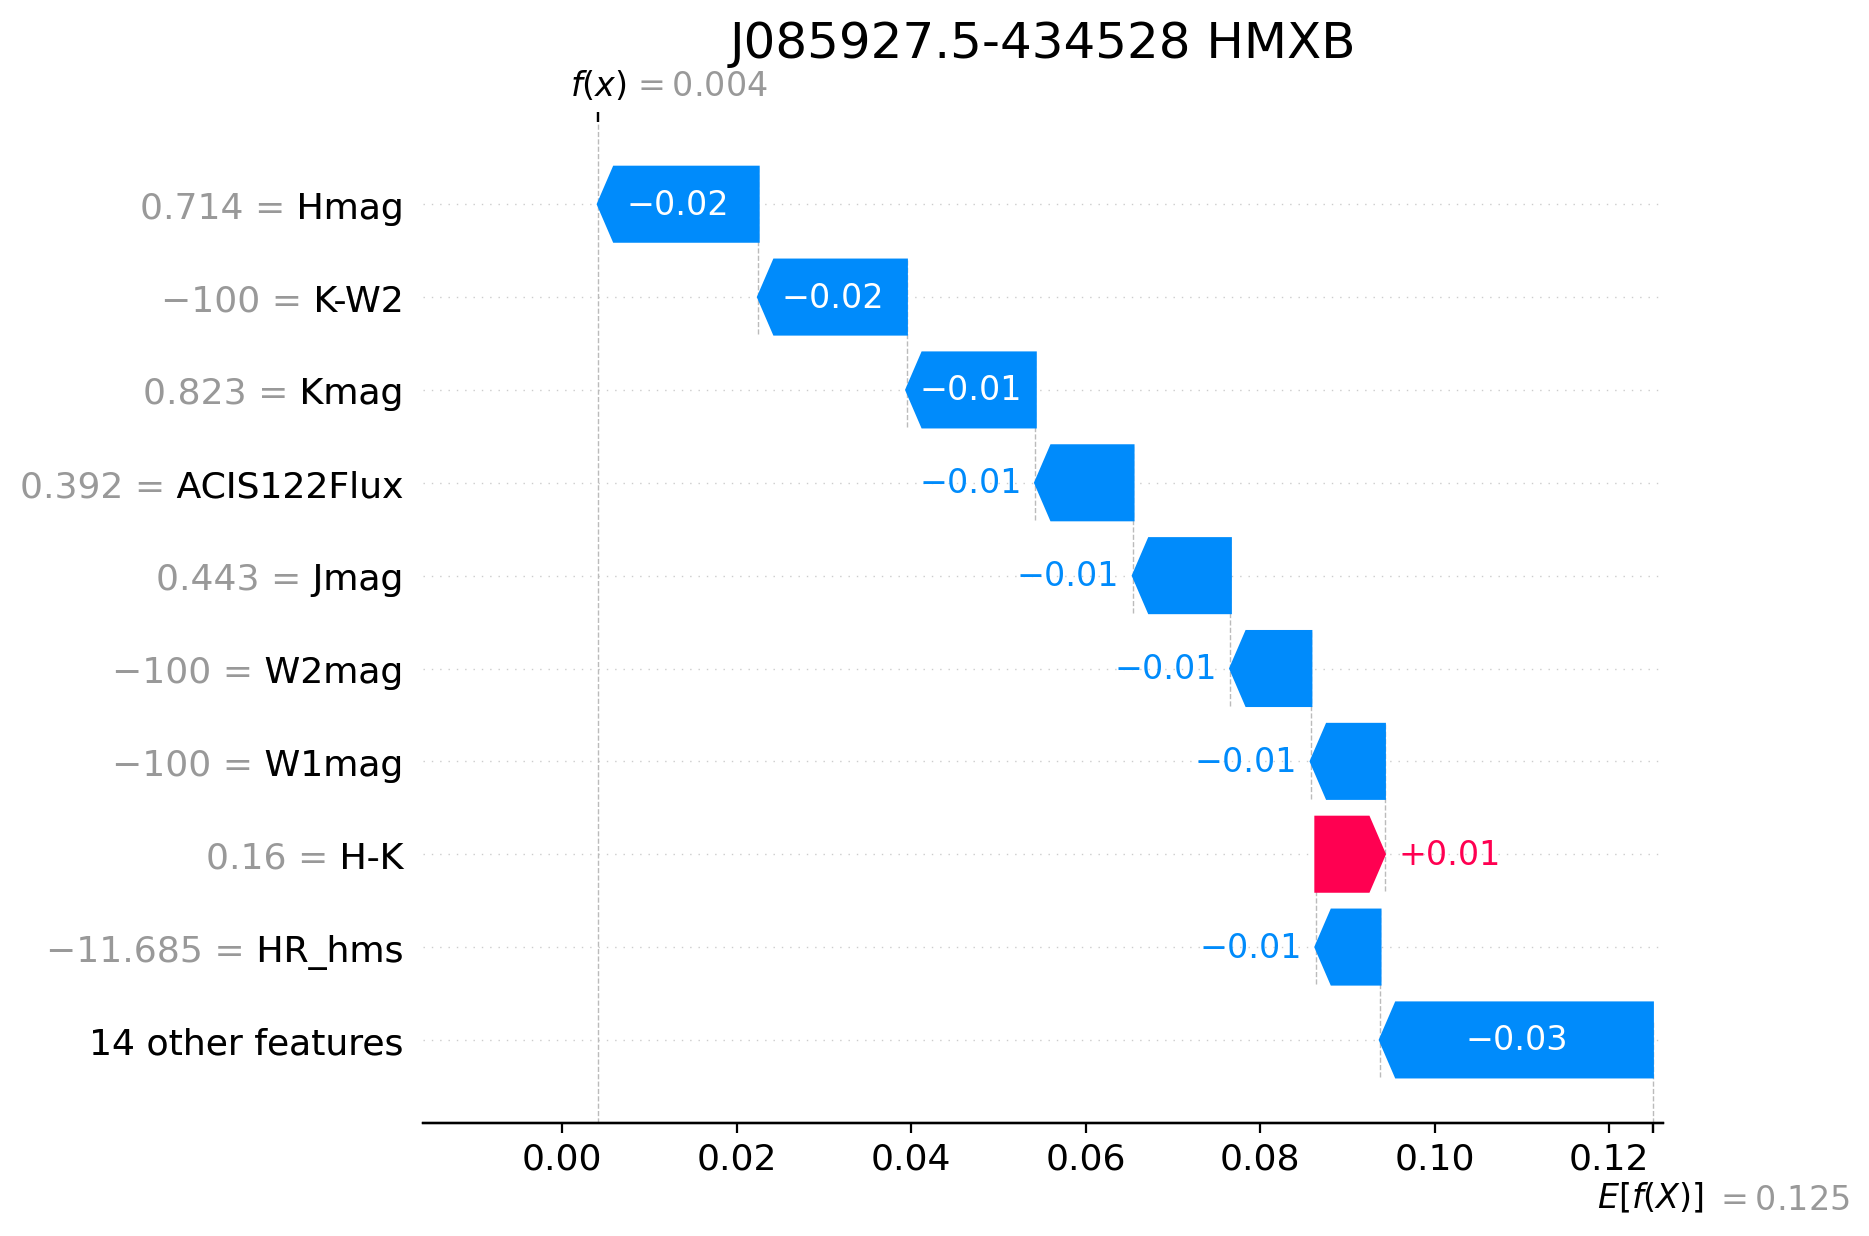 J085927.5-434528 HMXB
f(x) = 0.004
0.714 = Hmag −0.02
−100 = K-W2 −0.02
0.823 = Kmag −0.01
0.392 = ACIS122Flux −0.01
0.443 = Jmag −0.01
−100 = W2mag −0.01
−100 = W1mag −0.01
0.16 = H-K +0.01
−11.685 = HR_hms −0.01
14 other features −0.03
0.00 0.02 0.04 0.06 0.08 0.10 0.12
E[f(X)] = 0.125